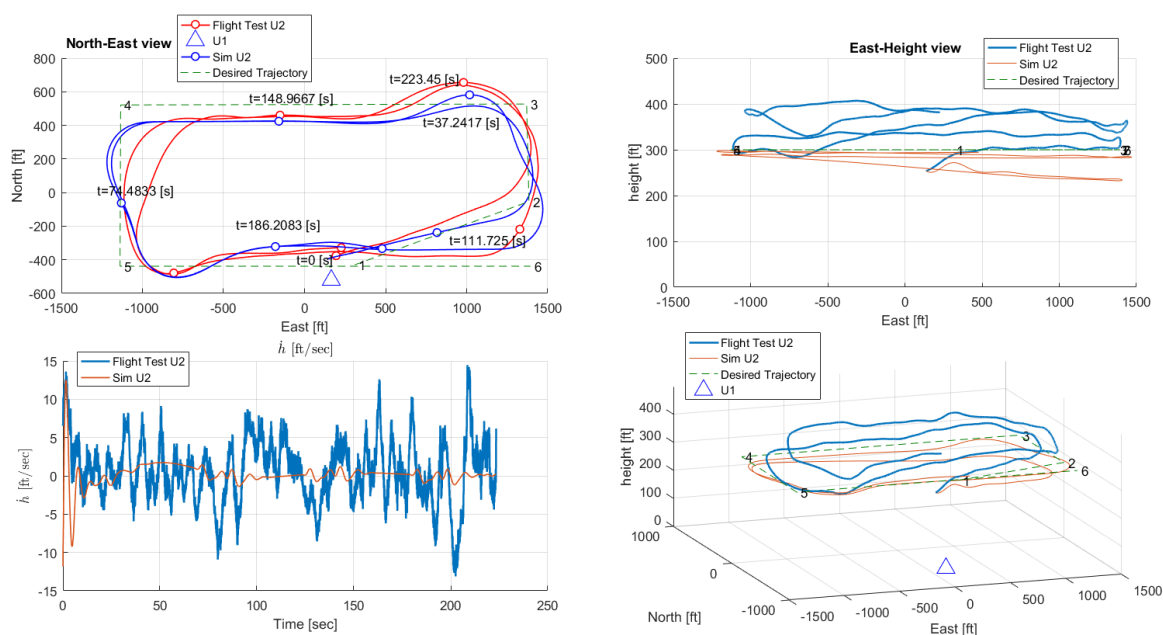 North-East view
Flight Test U2
U1
Sim U2
Desired Trajectory
800
600
400
200
0
-200
-400
-600
North [ft]
t=223.45 [s]
t=148.9667 [s]
t=37.2417 [s]
t=74.4833 [s]
t=186.2083 [s]
t=111.725 [s]
t=0 [s]
4
3
2
1
5
6
-1500
-1000
-500
0
500
1000
1500
East [ft]
East-Height view
Flight Test U2
Sim U2
Desired Trajectory
500
400
300
200
100
0
height [ft]
1
-1500
-1000
-500
0
500
1000
1500
East [ft]
ḣ [ft/sec]
Flight Test U2
Sim U2
15
10
5
0
-5
-10
-15
ḣ [ft/sec]
0
50
100
150
200
250
Time [sec]
Flight Test U2
Sim U2
Desired Trajectory
U1
400
300
200
100
0
height [ft]
4
3
2
1
6
5
1000
0
-1000
North [ft]
-1500
-1000
-500
0
500
1000
1500
East [ft]